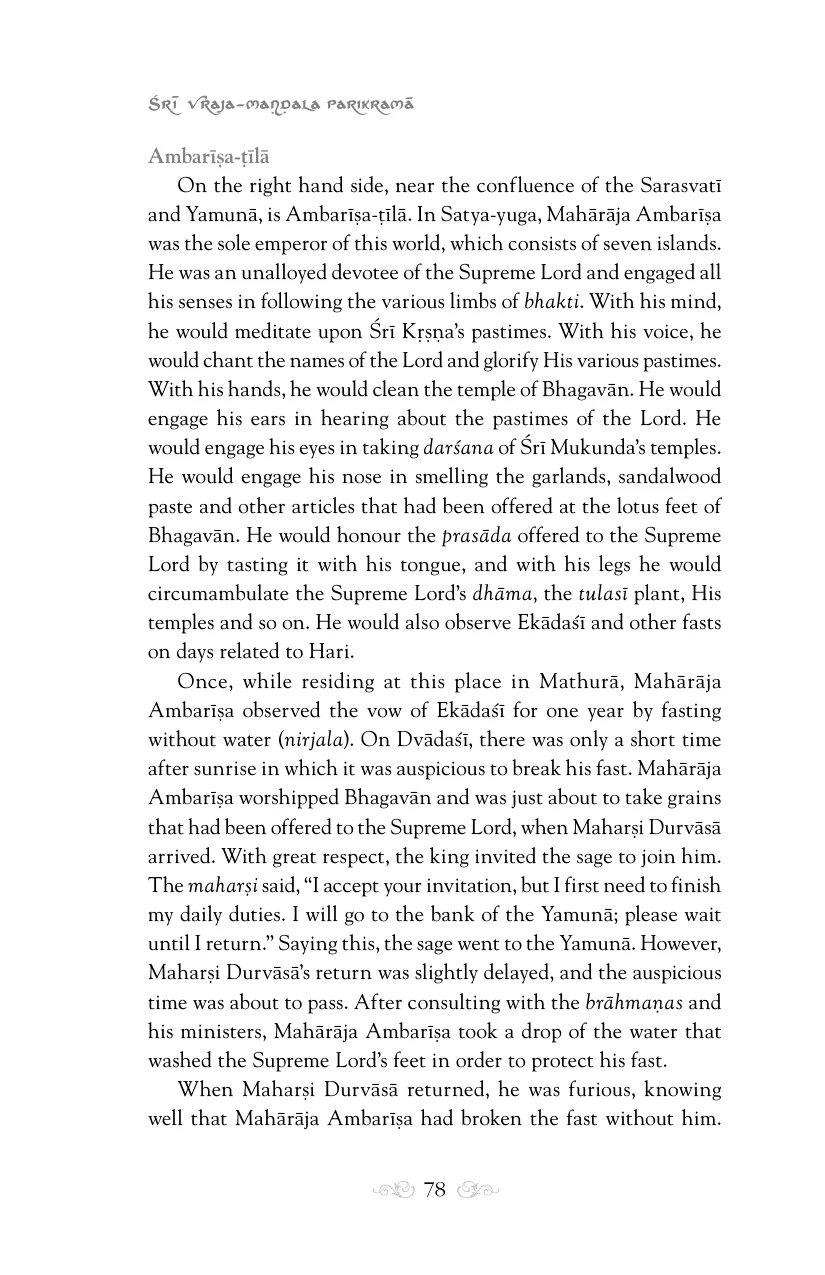 Śrī Vraja-maṇḍala Parikramā
Ambarīṣa-ṭīlā
On the right hand side, near the confluence of the Sarasvatī
and Yamunā, is Ambarīṣa-ṭīlā. In Satya-yuga, Mahārāja Ambarīṣa
was the sole emperor of this world, which consists of seven islands.
He was an unalloyed devotee of the Supreme Lord and engaged all
his senses in following the various limbs of bhakti. With his mind,
he would meditate upon Śrī Kṛṣṇa’s pastimes. With his voice, he
would chant the names of the Lord and glorify His various pastimes.
With his hands, he would clean the temple of Bhagavān. He would
engage his ears in hearing about the pastimes of the Lord. He
would engage his eyes in taking darśana of Śrī Mukunda’s temples.
He would engage his nose in smelling the garlands, sandalwood
paste and other articles that had been offered at the lotus feet of
Bhagavān. He would honour the prasāda offered to the Supreme
Lord by tasting it with his tongue, and with his legs he would
circumambulate the Supreme Lord’s dhāma, the tulasī plant, His
temples and so on. He would also observe Ekādaśī and other fasts
on days related to Hari.
Once, while residing at this place in Mathurā, Mahārāja
Ambarīṣa observed the vow of Ekādaśī for one year by fasting
without water (nirjala). On Dvādaśī, there was only a short time
after sunrise in which it was auspicious to break his fast. Mahārāja
Ambarīṣa worshipped Bhagavān and was just about to take grains
that had been offered to the Supreme Lord, when Maharṣi Durvāsā
arrived. With great respect, the king invited the sage to join him.
The maharṣi said, “I accept your invitation, but I first need to finish
my daily duties. I will go to the bank of the Yamunā; please wait
until I return.” Saying this, the sage went to the Yamunā. However,
Maharṣi Durvāsā’s return was slightly delayed, and the auspicious
time was about to pass. After consulting with the brāhmaṇas and
his ministers, Mahārāja Ambarīṣa took a drop of the water that
washed the Supreme Lord’s feet in order to protect his fast.
When Maharṣi Durvāsā returned, he was furious, knowing
well that Mahārāja Ambarīṣa had broken the fast without him.
78